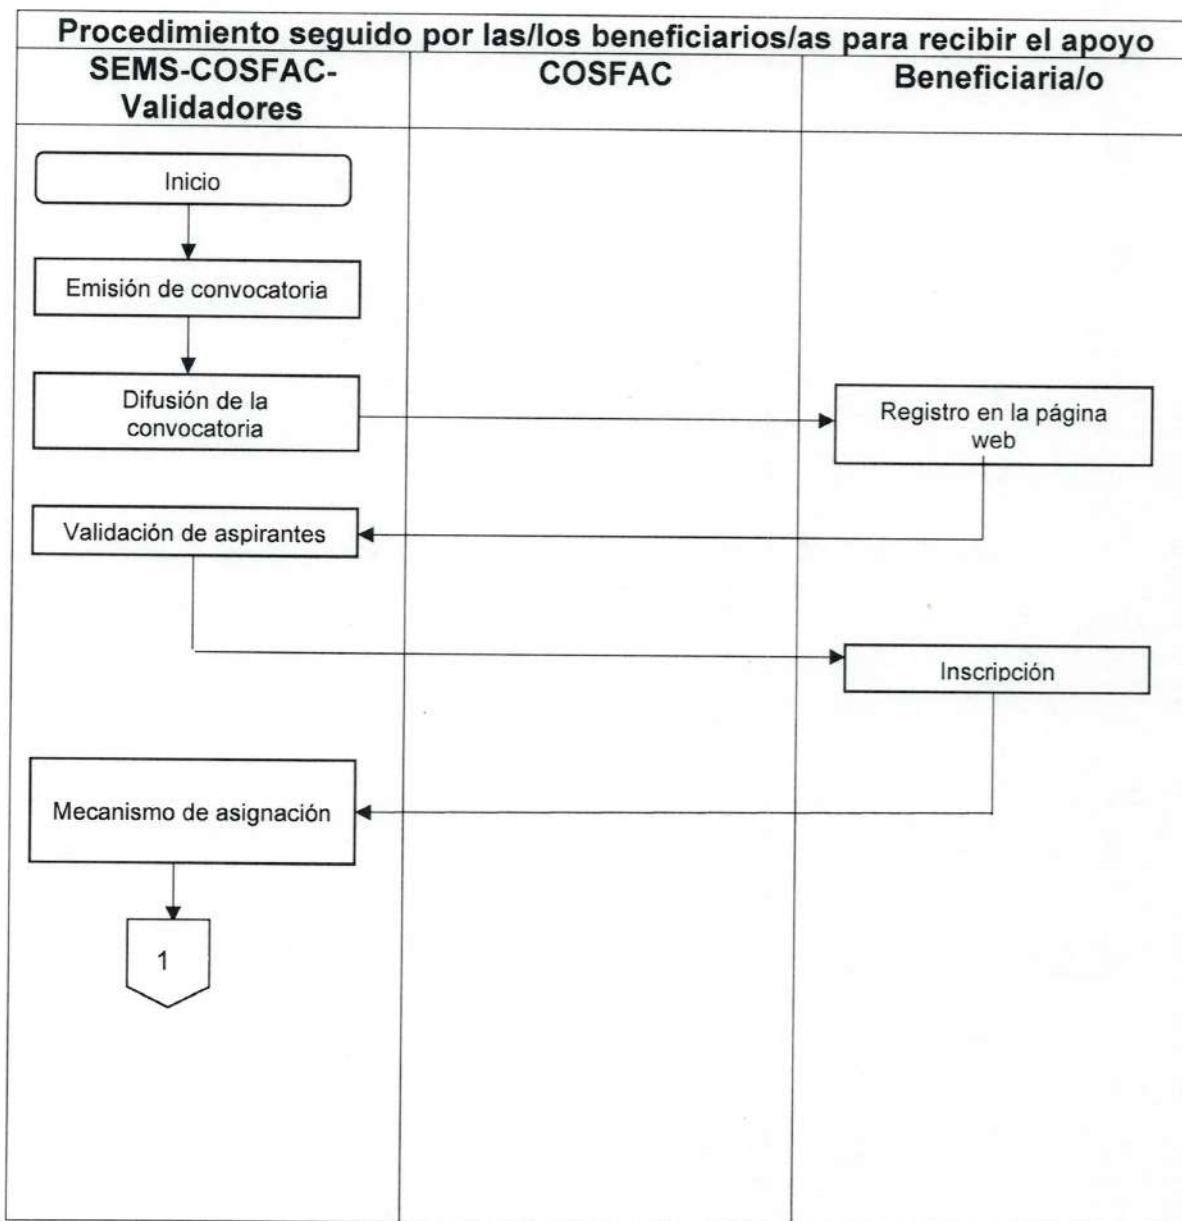 Procedimiento seguido por las/los beneficiarios/as para recibir el apoyo
SEMS-COSFAC-
Validadores
COSFAC
Beneficiaria/o
Inicio
Emisión de convocatoria
Difusión de la
convocatoria
Registro en la página
web
Validación de aspirantes
Inscripción
Mecanismo de asignación
1